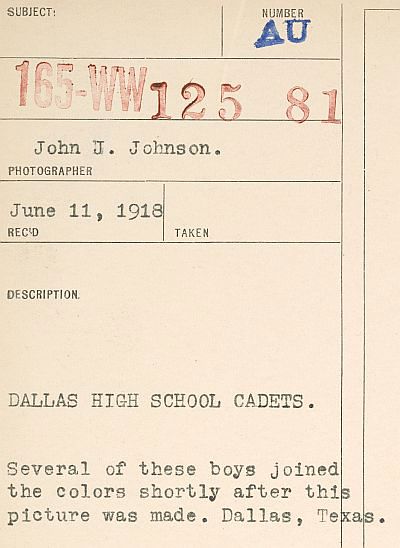 SUBJECT:
NUMBER
AU
165-WW 125 81
John J. Johnson.
PHOTOGRAPHER
June 11, 1918
REC'D
TAKEN
DESCRIPTION.
DALLAS HIGH SCHOOL CADETS.
Several of these boys joined
the colors shortly after this
picture was made. Dallas, Texas.